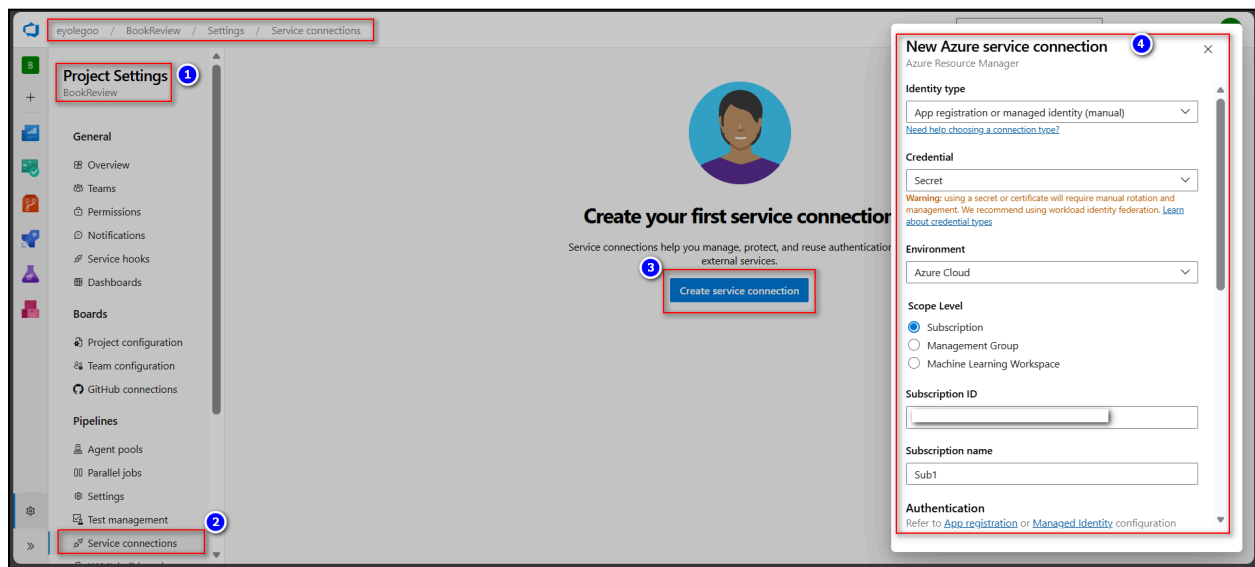 eyolegoo / BookReview / Settings / Service connections
B
Project Settings 1
BookReview
General
Overview
Teams
Permissions
Notifications
Service hooks
Dashboards
Boards
Project configuration
Team configuration
GitHub connections
Pipelines
Agent pools
Parallel jobs
Settings
Test management
2
Service connections
Create your first service connection
Service connections help you manage, protect, and reuse authentication
external services.
3
Create service connection
New Azure service connection 4
Azure Resource Manager
Identity type
App registration or managed identity (manual)
Need help choosing a connection type?
Credential
Secret
Warning: using a secret or certificate will require manual rotation and
management. We recommend using workload identity federation. Learn
about credential types
Environment
Azure Cloud
Scope Level
Subscription
Management Group
Machine Learning Workspace
Subscription ID
Subscription name
Sub1
Authentication
Refer to App registration or Managed Identity configuration